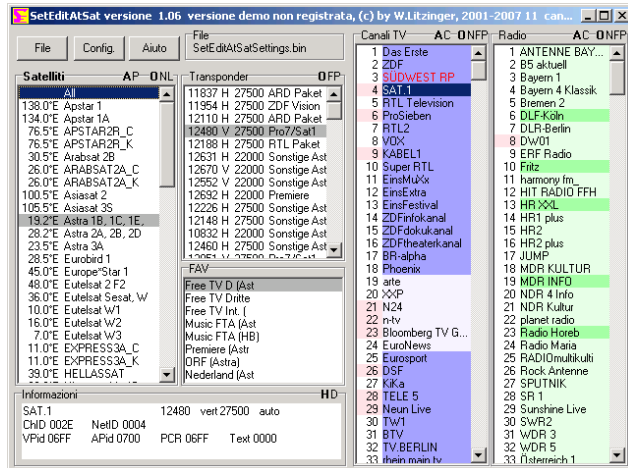 SetEditAtSat versione 1.06 versione demo non registrata, (c) by W.Litzinger, 2001-2007 11 can...
File Config. Aiuto
File
SetEditAtSatSettings.bin
Satelliti AP ONL
All
138.0°E Apstar 1
134.0°E Apstar 1A
76.5°E APSTAR2R_C
76.5°E APSTAR2R_K
30.5°E Arabsat 2B
26.0°E ARABSAT2A_C
26.0°E ARABSAT2A_K
100.5°E Asiasat 2
105.5°E Asiasat 3S
19.2°E Astra 1B, 1C, 1E,
28.2°E Astra 2A, 2B, 2D
23.5°E Astra 3A
28.5°E Eurobird 1
45.0°E Europe*Star 1
48.0°E Eutelsat 2 F2
36.0°E Eutelsat Sesat, W
10.0°E Eutelsat W1
16.0°E Eutelsat W2
7.0°E Eutelsat W3
11.0°E EXPRESS3A_C
11.0°E EXPRESS3A_K
39.0°E HELLASSAT
Transponder OFP
11837 H 27500 ARD Paket
11954 H 27500 ZDF Vision
12110 H 27500 ARD Paket
12480 V 27500 Pro7/Sat1
12188 H 27500 RTL Paket
12631 H 22000 Sonstige Ast
12670 V 22000 Sonstige Ast
12552 V 22000 Sonstige Ast
12692 H 22000 Premiere
12226 H 27500 Sonstige Ast
12148 H 27500 Sonstige Ast
10832 H 22000 Sonstige Ast
12460 H 27500 Sonstige Ast
12051 V 27500 Pro7/Sat1
FAV
Free TV D (Ast
Free TV Dritte
Free TV Int. (
Music FTA (Ast
Music FTA (HB)
Premiere (Astr
ORF (Astra)
Nederland (Ast
Informazioni HD
SAT.1 12480 vert 27500 auto
ChID 002E NetID 0004
VPid 06FF APid 0700 PCR 06FF Text 0000
Canali TV AC ONFP
1 Das Erste
2 ZDF
3 SÜDWEST RP
4 SAT.1
5 RTL Television
6 ProSieben
7 RTL2
8 VOX
9 KABEL1
10 Super RTL
11 EinsMuXx
12 EinsExtra
13 EinsFestival
14 ZDFinfokanal
15 ZDFdokukanal
16 ZDFtheaterkanal
17 BR-alpha
18 Phoenix
19 arte
20 XXP
21 N24
22 n-tv
23 Bloomberg TV G...
24 EuroNews
25 Eurosport
26 DSF
27 KiKa
28 TELE 5
29 Neun Live
30 TW1
31 BTV
32 TV.BERLIN
33 rhein main tv
Radio AC ONFP
1 ANTENNE BAY...
2 B5 aktuell
3 Bayern 1
4 Bayern 4 Klassik
5 Bremen 2
6 DLF-Köln
7 DLR-Berlin
8 DW01
9 ERF Radio
10 Fritz
11 harmony fm_
12 HIT RADIO FFH
13 HR XXL
14 HR1 plus
15 HR2
16 HR2 plus
17 JUMP
18 MDR KULTUR
19 MDR INFO
20 NDR 4 Info
21 NDR Kultur
22 planet radio
23 Radio Horeb
24 Radio Maria
25 RADIOmultikulti
26 Rock Antenne
27 SPUTNIK
28 SR 1
29 Sunshine Live
30 SWR2
31 WDR 3
32 WDR 5
33 Österreich 1